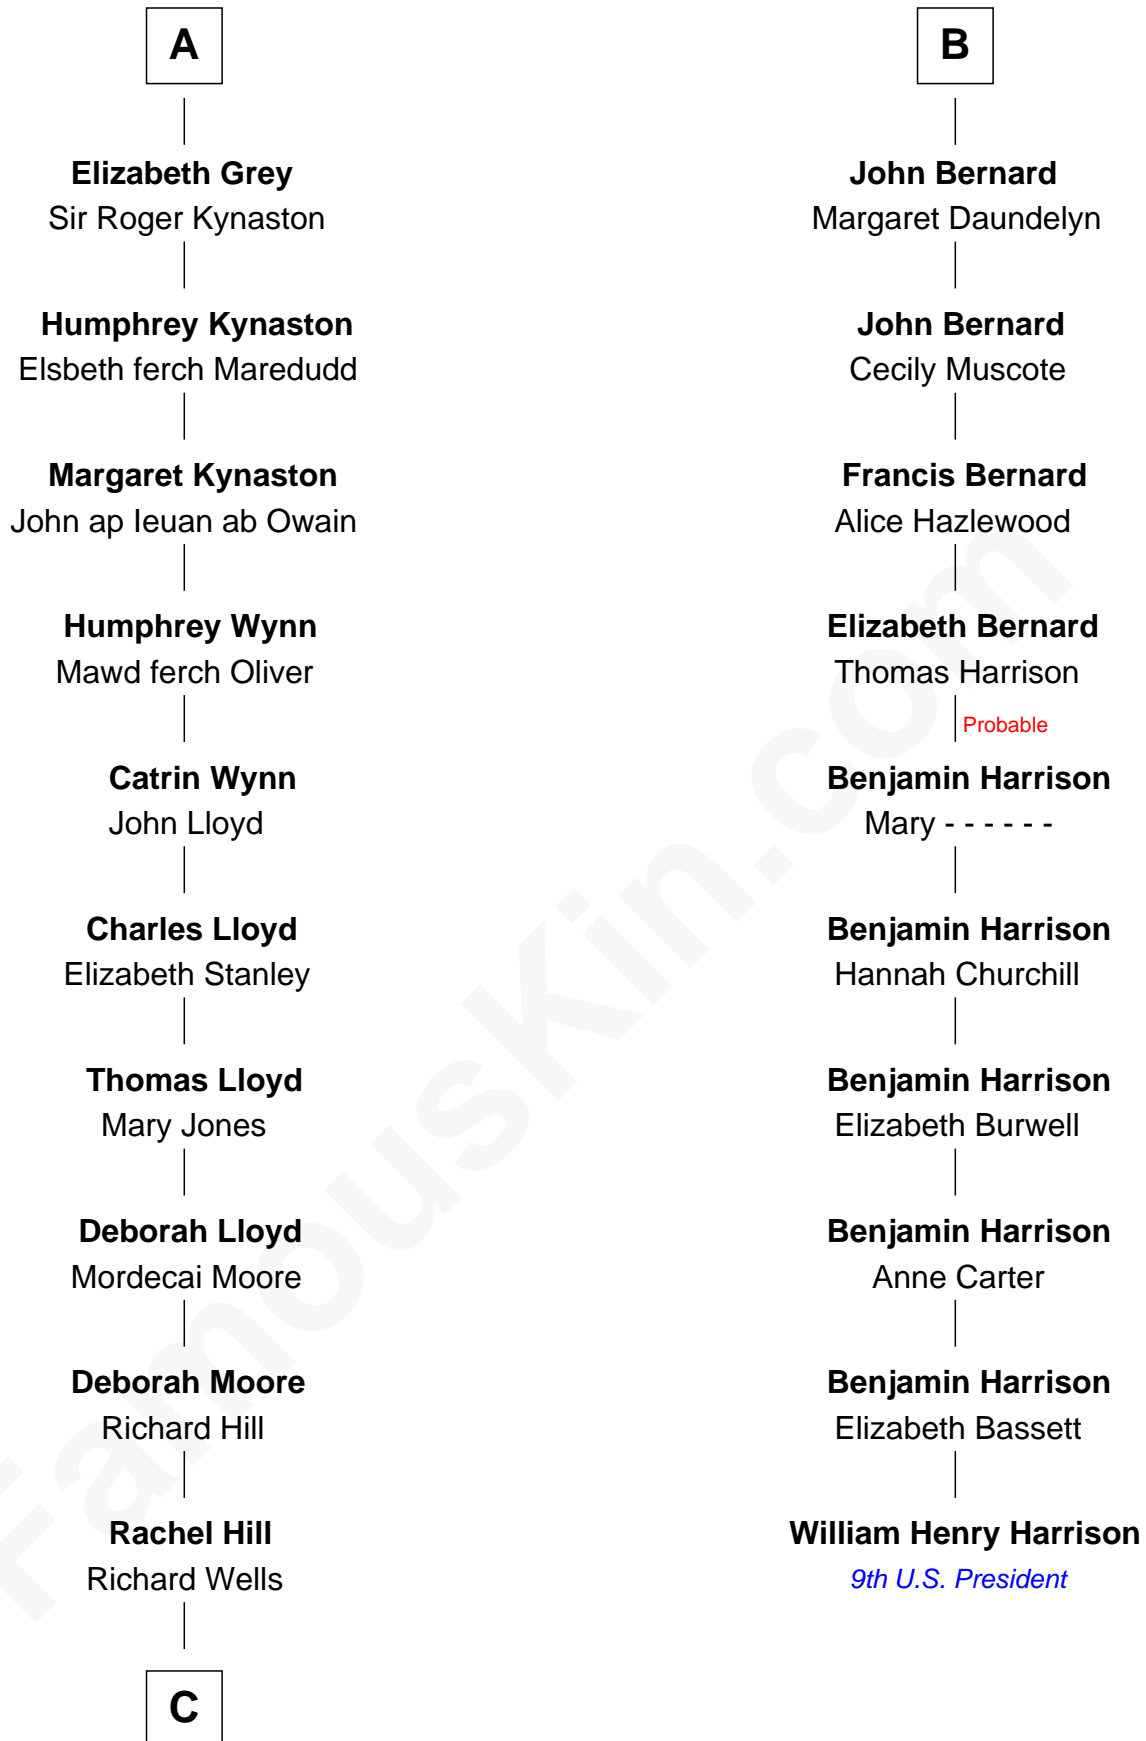 A
Elizabeth Grey
Sir Roger Kynaston
Humphrey Kynaston
Elsbeth ferch Maredudd
Margaret Kynaston
John ap Ieuan ab Owain
Humphrey Wynn
Mawd ferch Oliver
Catrin Wynn
John Lloyd
Charles Lloyd
Elizabeth Stanley
Thomas Lloyd
Mary Jones
Deborah Lloyd
Mordecai Moore
Deborah Moore
Richard Hill
Rachel Hill
Richard Wells
C
B
John Bernard
Margaret Daundelyn
John Bernard
Cecily Muscote
Francis Bernard
Alice Hazlewood
Elizabeth Bernard
Thomas Harrison
Probable
Benjamin Harrison
Mary - - - - - -
Benjamin Harrison
Hannah Churchill
Benjamin Harrison
Elizabeth Burwell
Benjamin Harrison
Anne Carter
Benjamin Harrison
Elizabeth Bassett
William Henry Harrison
9th U.S. President
FamousKin.com